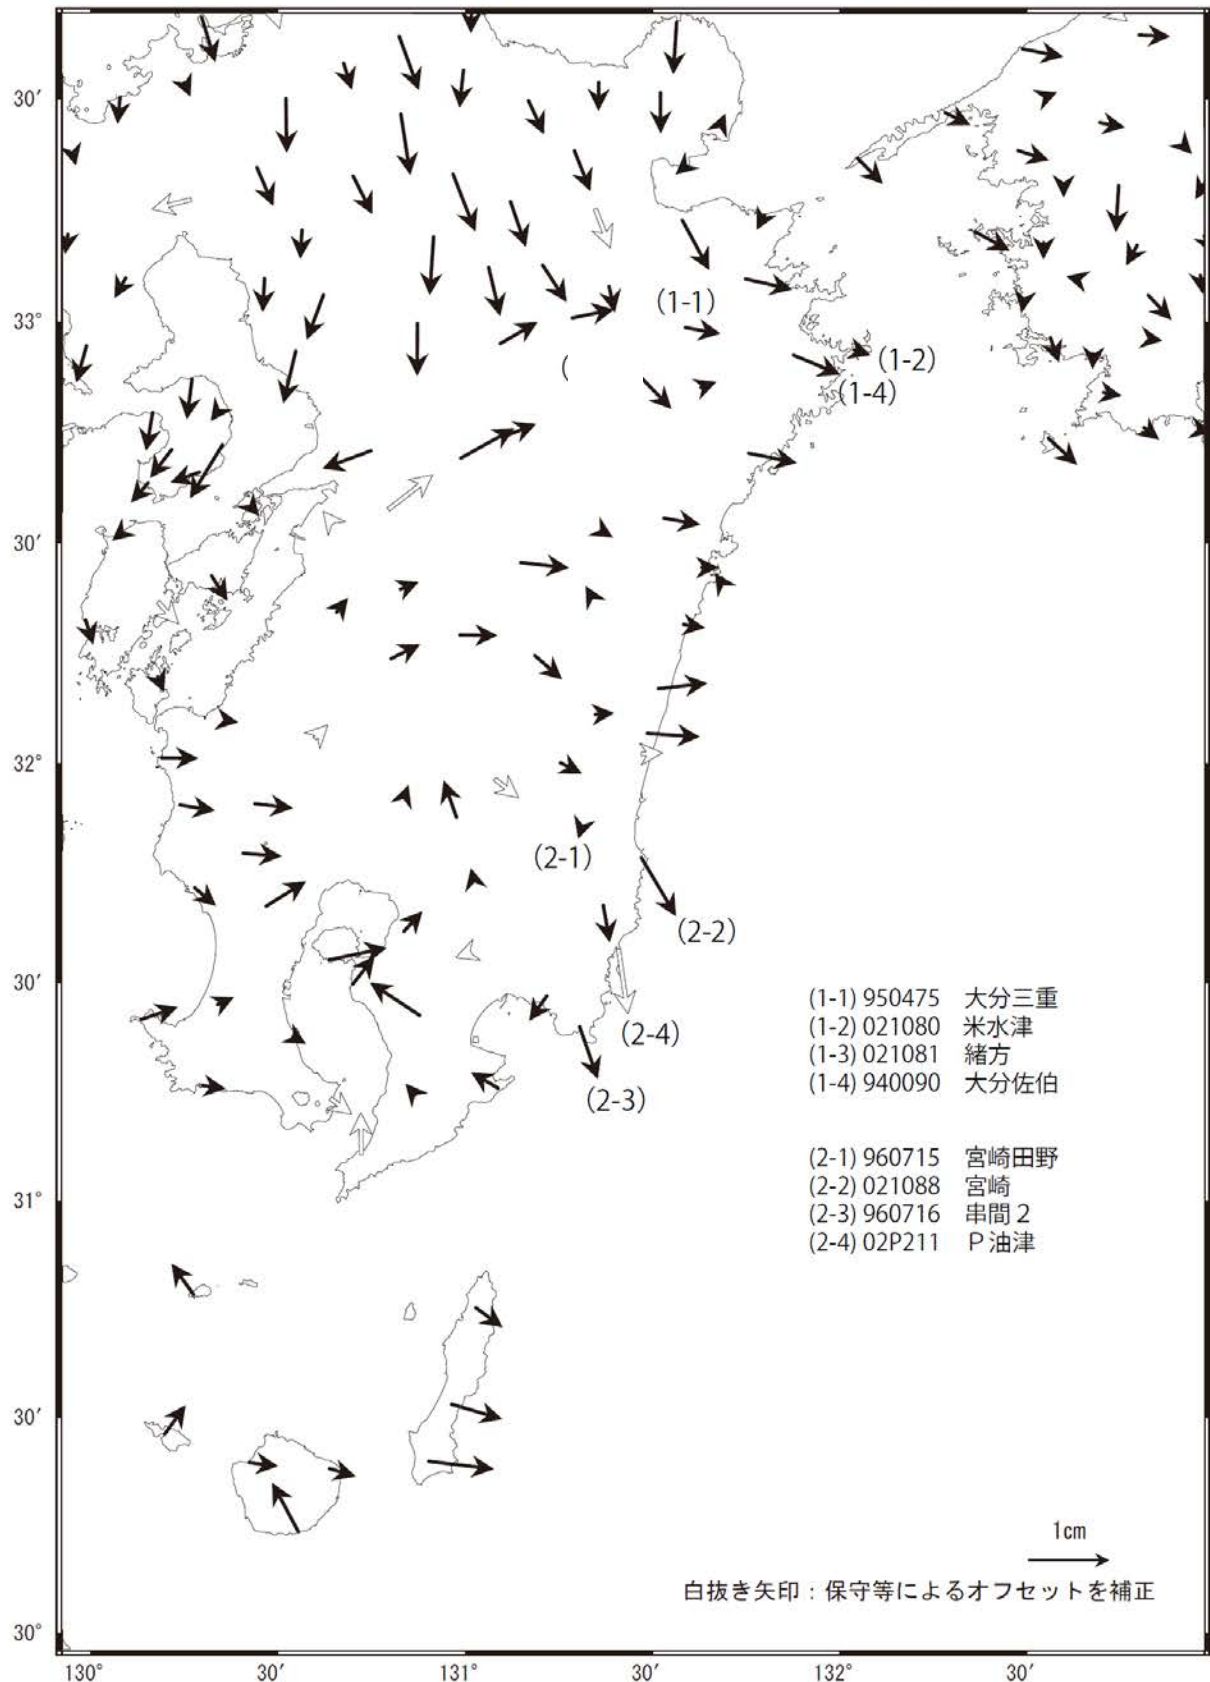 30′
33°
30′
32°
30′
31°
30′
30°
130°
30′
131°
30′
132°
30′
(1-1)
(
(1-2)
(1-4)
(2-1)
(2-2)
(2-4)
(2-3)
(1-1) 950475 大分三重
(1-2) 021080 米水津
(1-3) 021081 緒方
(1-4) 940090 大分佐伯
(2-1) 960715 宮崎田野
(2-2) 021088 宮崎
(2-3) 960716 串間２
(2-4) 02P211 Ｐ油津
1cm
白抜き矢印：保守等によるオフセットを補正